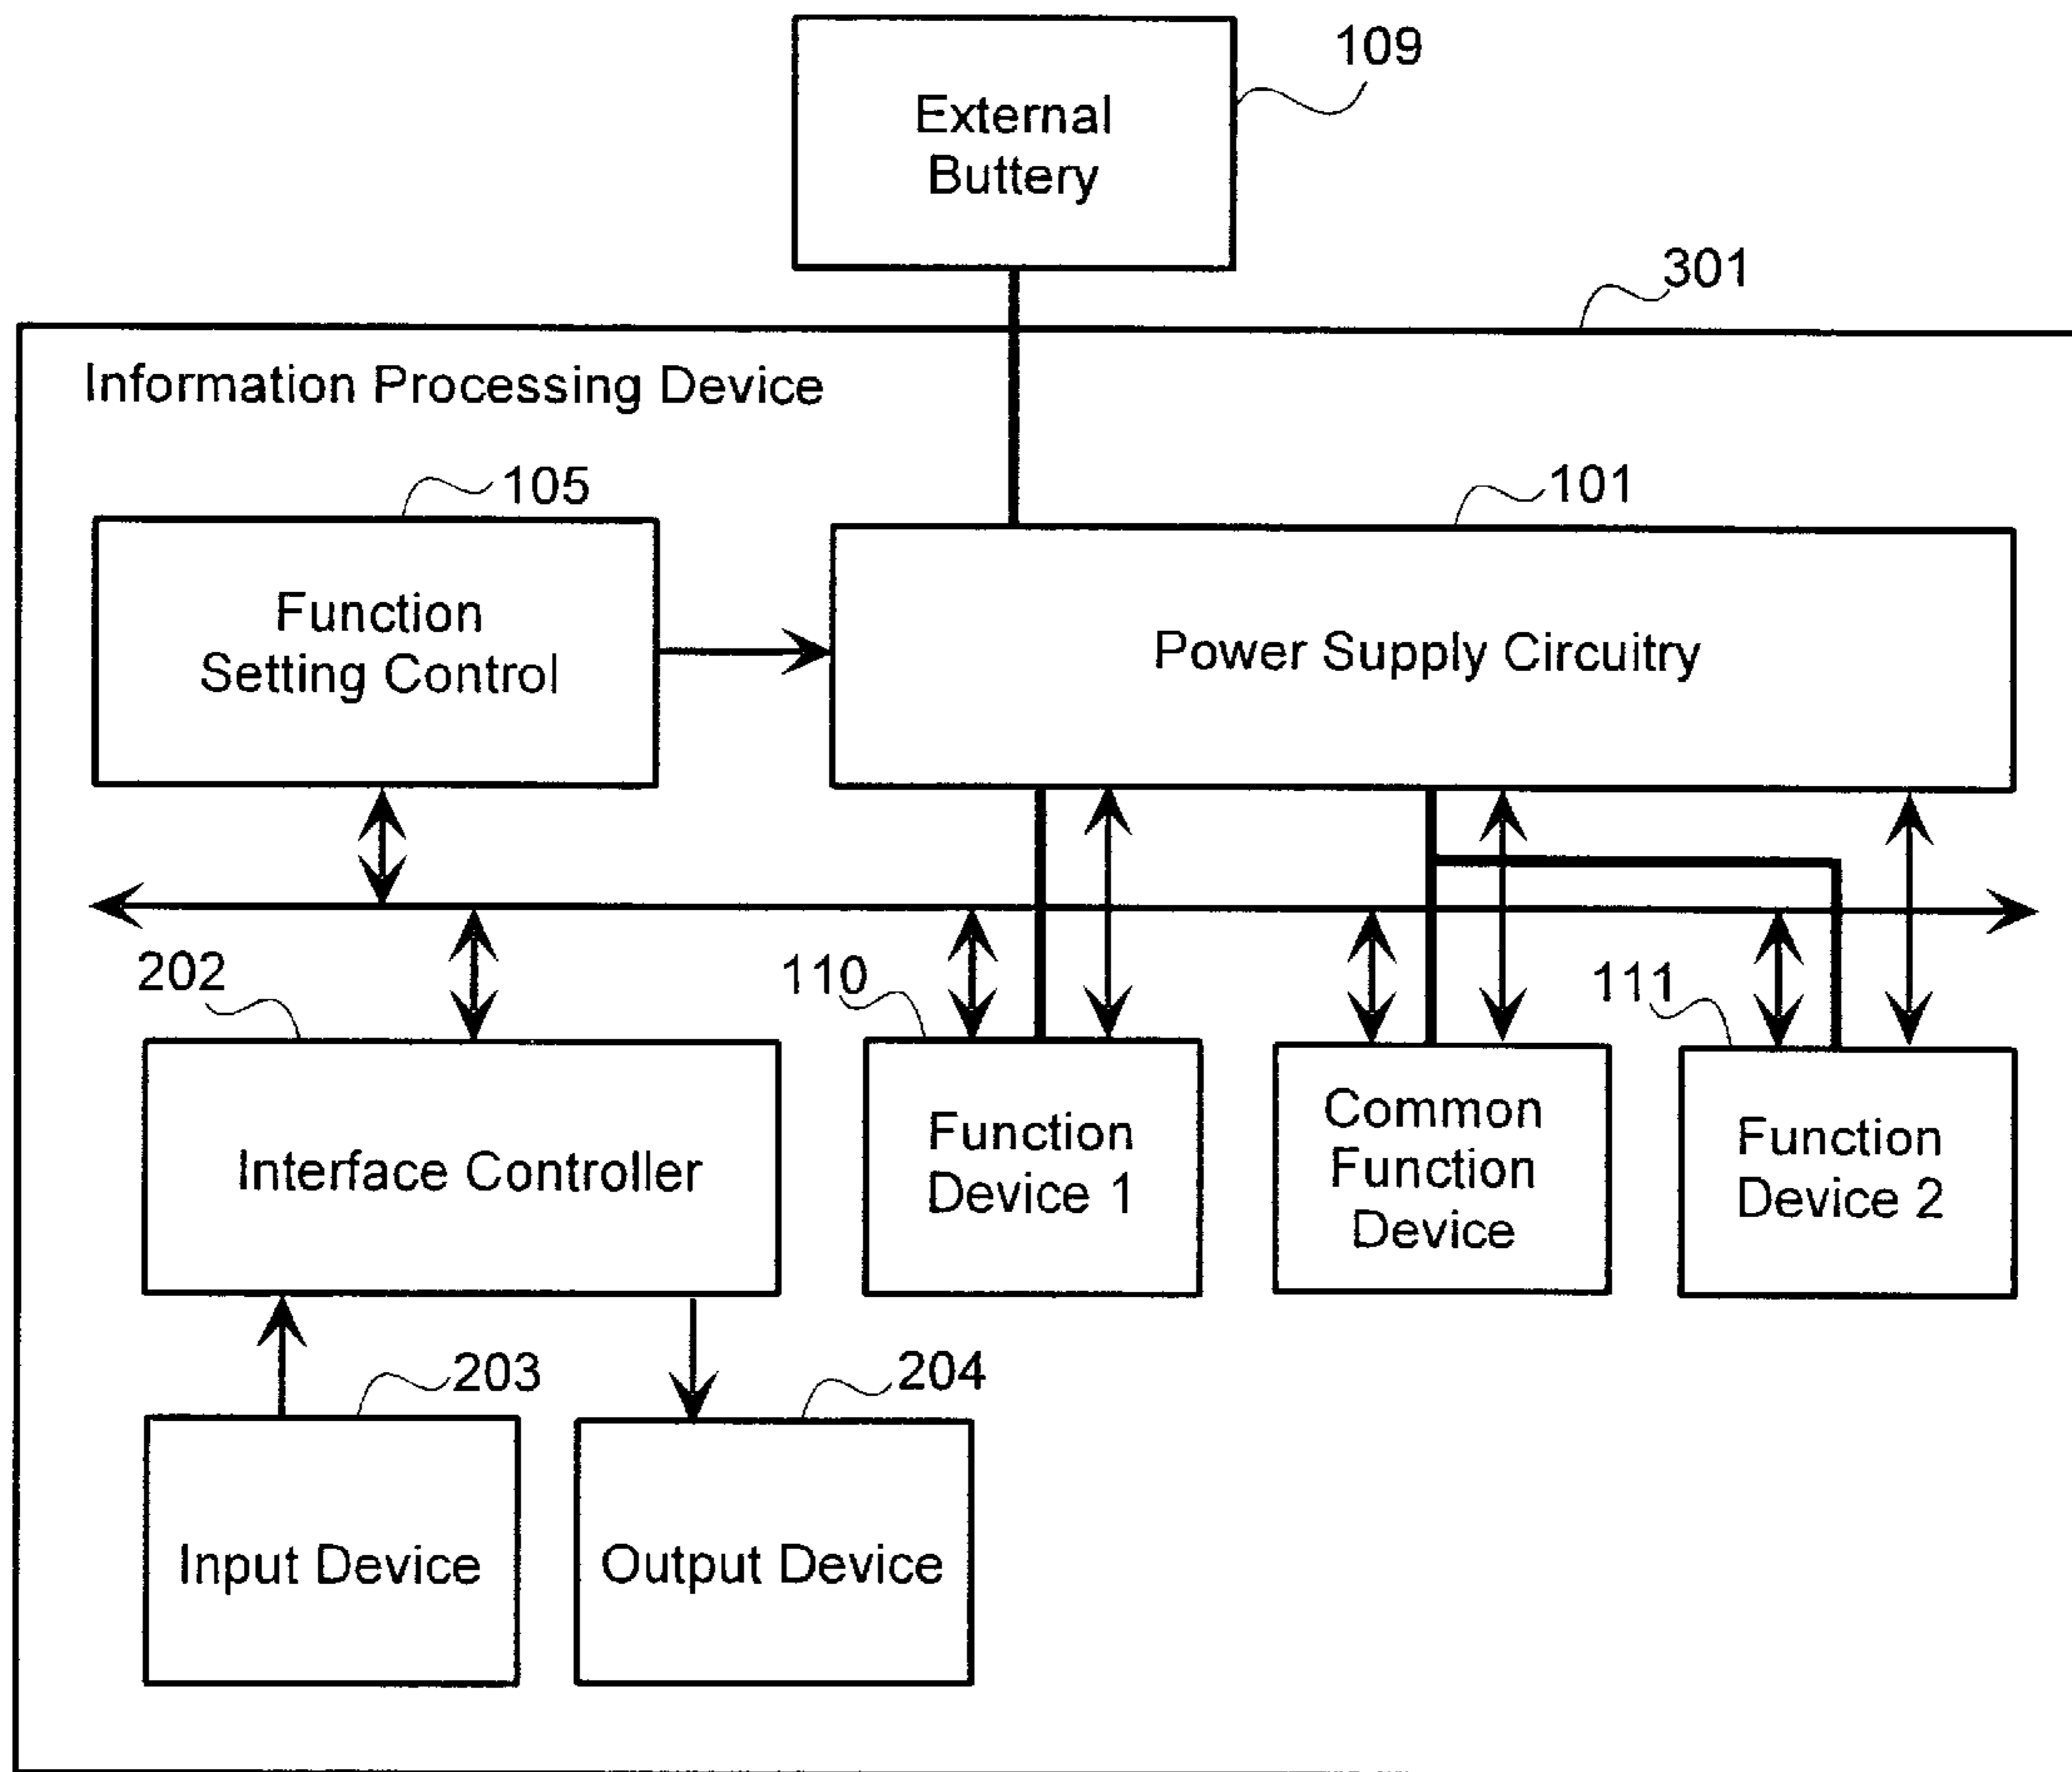 109
External
Buttery
301
Information Processing Device
105
101
Function
Setting Control
Power Supply Circuitry
202
110
111
Interface Controller
Function
Device 1
Common
Function
Device
Function
Device 2
203
204
Input Device
Output Device